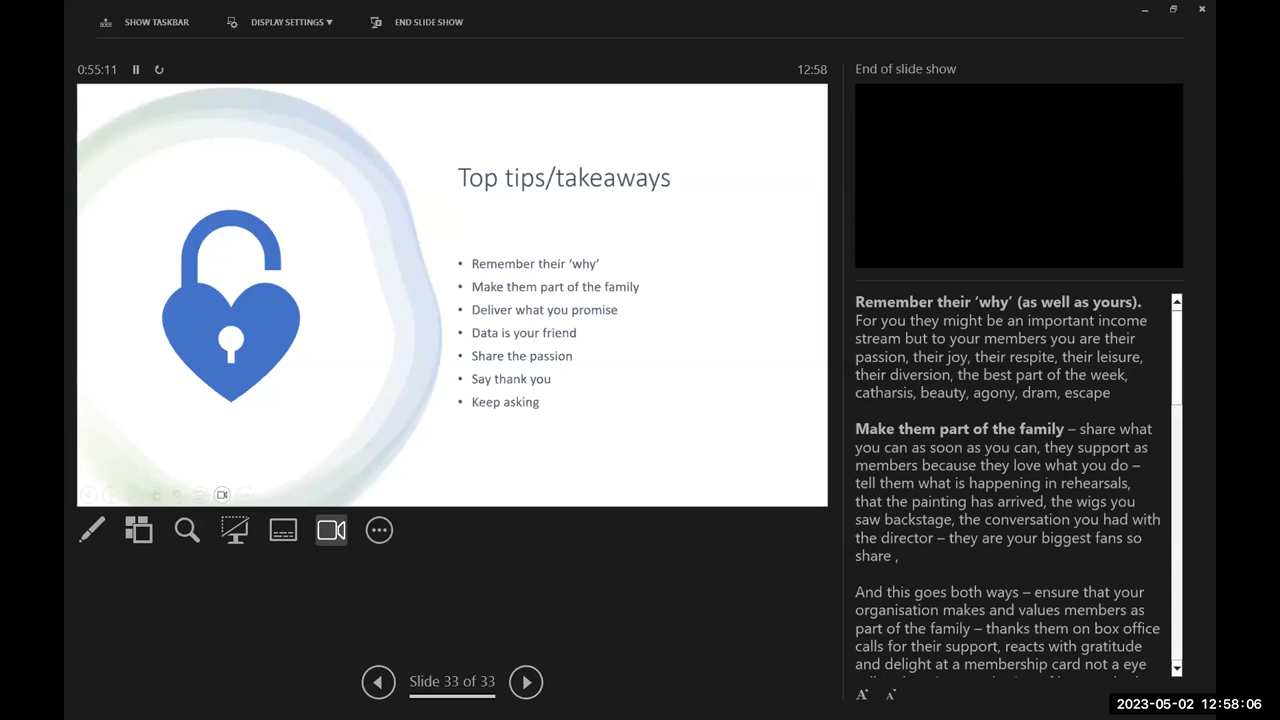 SHOW TASKBAR
DISPLAY SETTINGS ▼
END SLIDE SHOW
0:55:11
12:58
Top tips/takeaways
• Remember their ‘why’
• Make them part of the family
• Deliver what you promise
• Data is your friend
• Share the passion
• Say thank you
• Keep asking
Slide 33 of 33
End of slide show
Remember their ‘why’ (as well as yours).
For you they might be an important income
stream but to your members you are their
passion, their joy, their respite, their leisure,
their diversion, the best part of the week,
catharsis, beauty, agony, dram, escape
Make them part of the family – share what
you can as soon as you can, they support as
members because they love what you do –
tell them what is happening in rehearsals,
that the painting has arrived, the wigs you
saw backstage, the conversation you had with
the director – they are your biggest fans so
share ,
And this goes both ways – ensure that your
organisation makes and values members as
part of the family – thanks them on box office
calls for their support, reacts with gratitude
and delight at a membership card not a eye
A A
2023-05-02 12:58:06